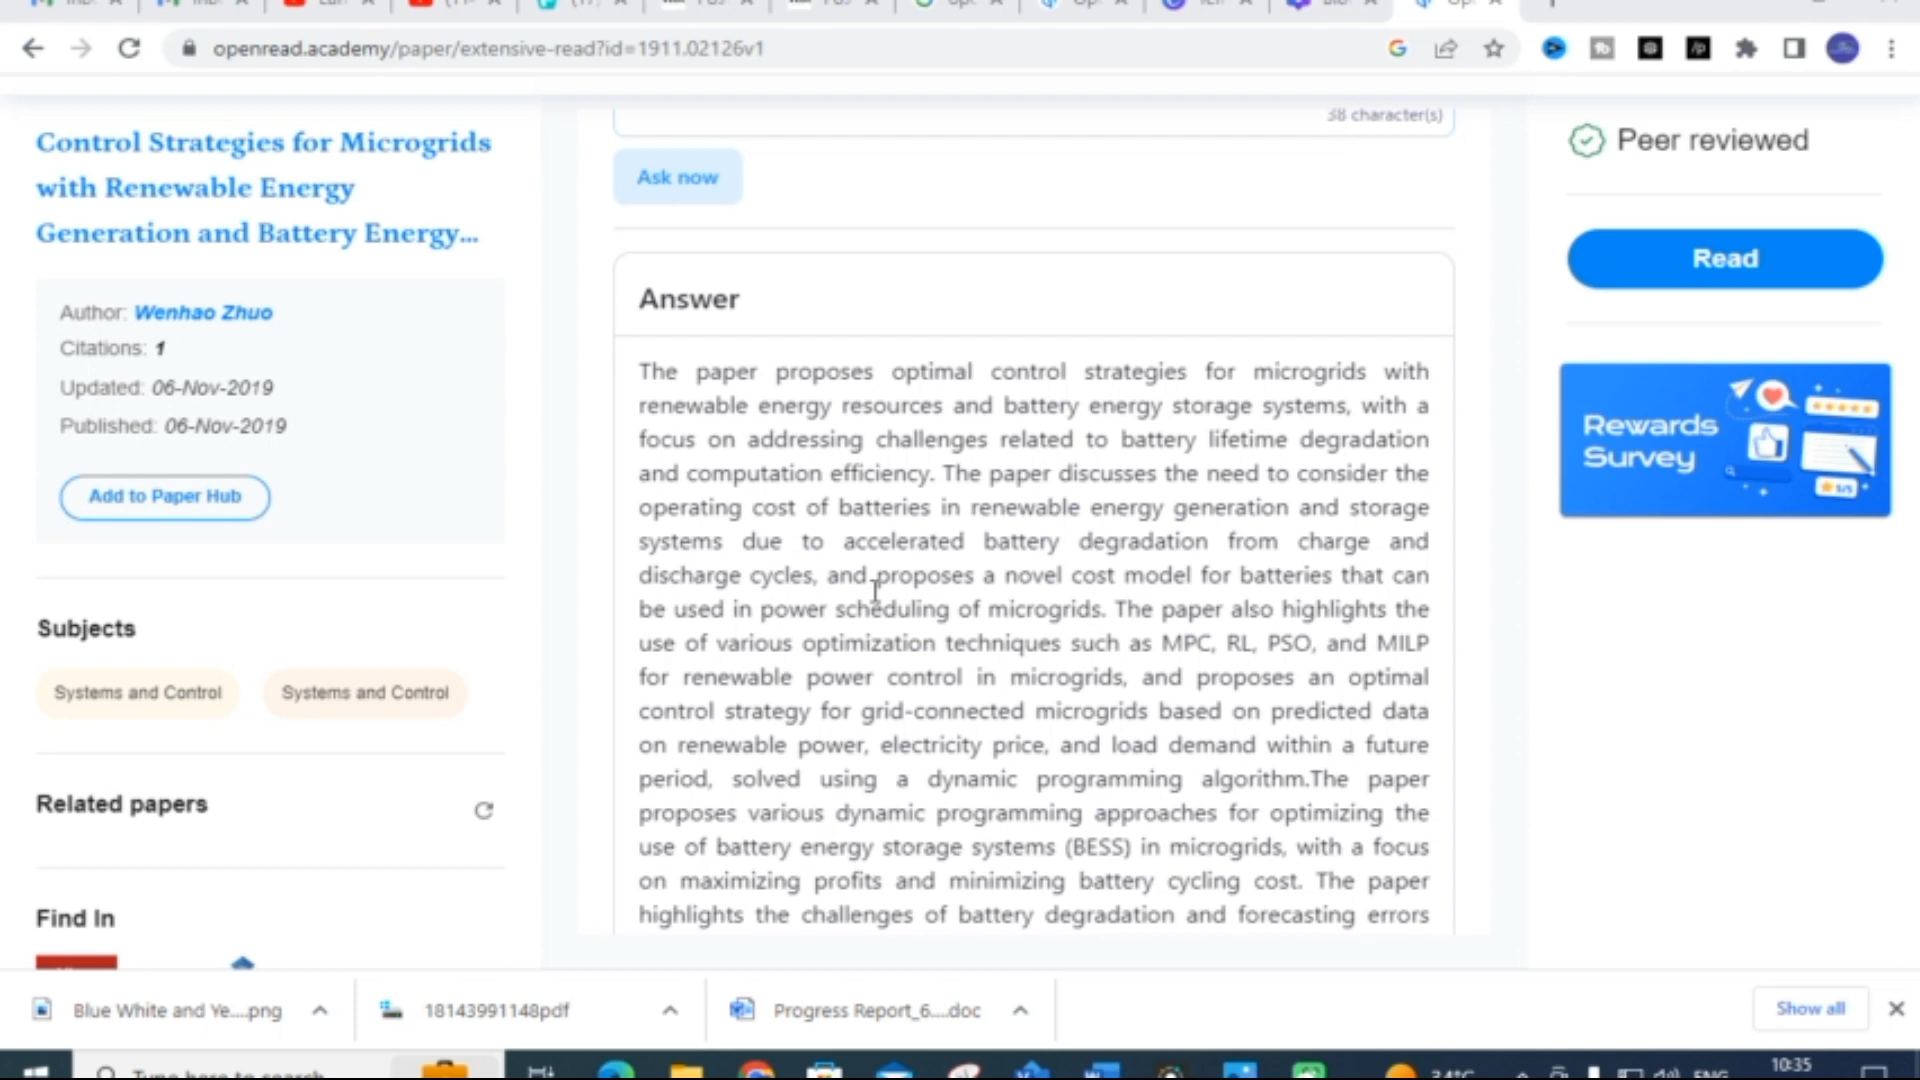 openread.academy/paper/extensive-read?id=1911.02126v1
Control Strategies for Microgrids
with Renewable Energy
Generation and Battery Energy...
Author: Wenhao Zhuo
Citations: 1
Updated: 06-Nov-2019
Published: 06-Nov-2019
Add to Paper Hub
Subjects
Systems and Control
Systems and Control
Related papers
Find In
38 character(s)
Ask now
Answer
The paper proposes optimal control strategies for microgrids with
renewable energy resources and battery energy storage systems, with a
focus on addressing challenges related to battery lifetime degradation
and computation efficiency. The paper discusses the need to consider the
operating cost of batteries in renewable energy generation and storage
systems due to accelerated battery degradation from charge and
discharge cycles, and proposes a novel cost model for batteries that can
be used in power scheduling of microgrids. The paper also highlights the
use of various optimization techniques such as MPC, RL, PSO, and MILP
for renewable power control in microgrids, and proposes an optimal
control strategy for grid-connected microgrids based on predicted data
on renewable power, electricity price, and load demand within a future
period, solved using a dynamic programming algorithm.The paper
proposes various dynamic programming approaches for optimizing the
use of battery energy storage systems (BESS) in microgrids, with a focus
on maximizing profits and minimizing battery cycling cost. The paper
highlights the challenges of battery degradation and forecasting errors
Peer reviewed
Read
Rewards
Survey
Blue White and Ye....png
18143991148pdf
Progress Report_6....doc
Show all
Type here to search
34°C
ENG
10:35